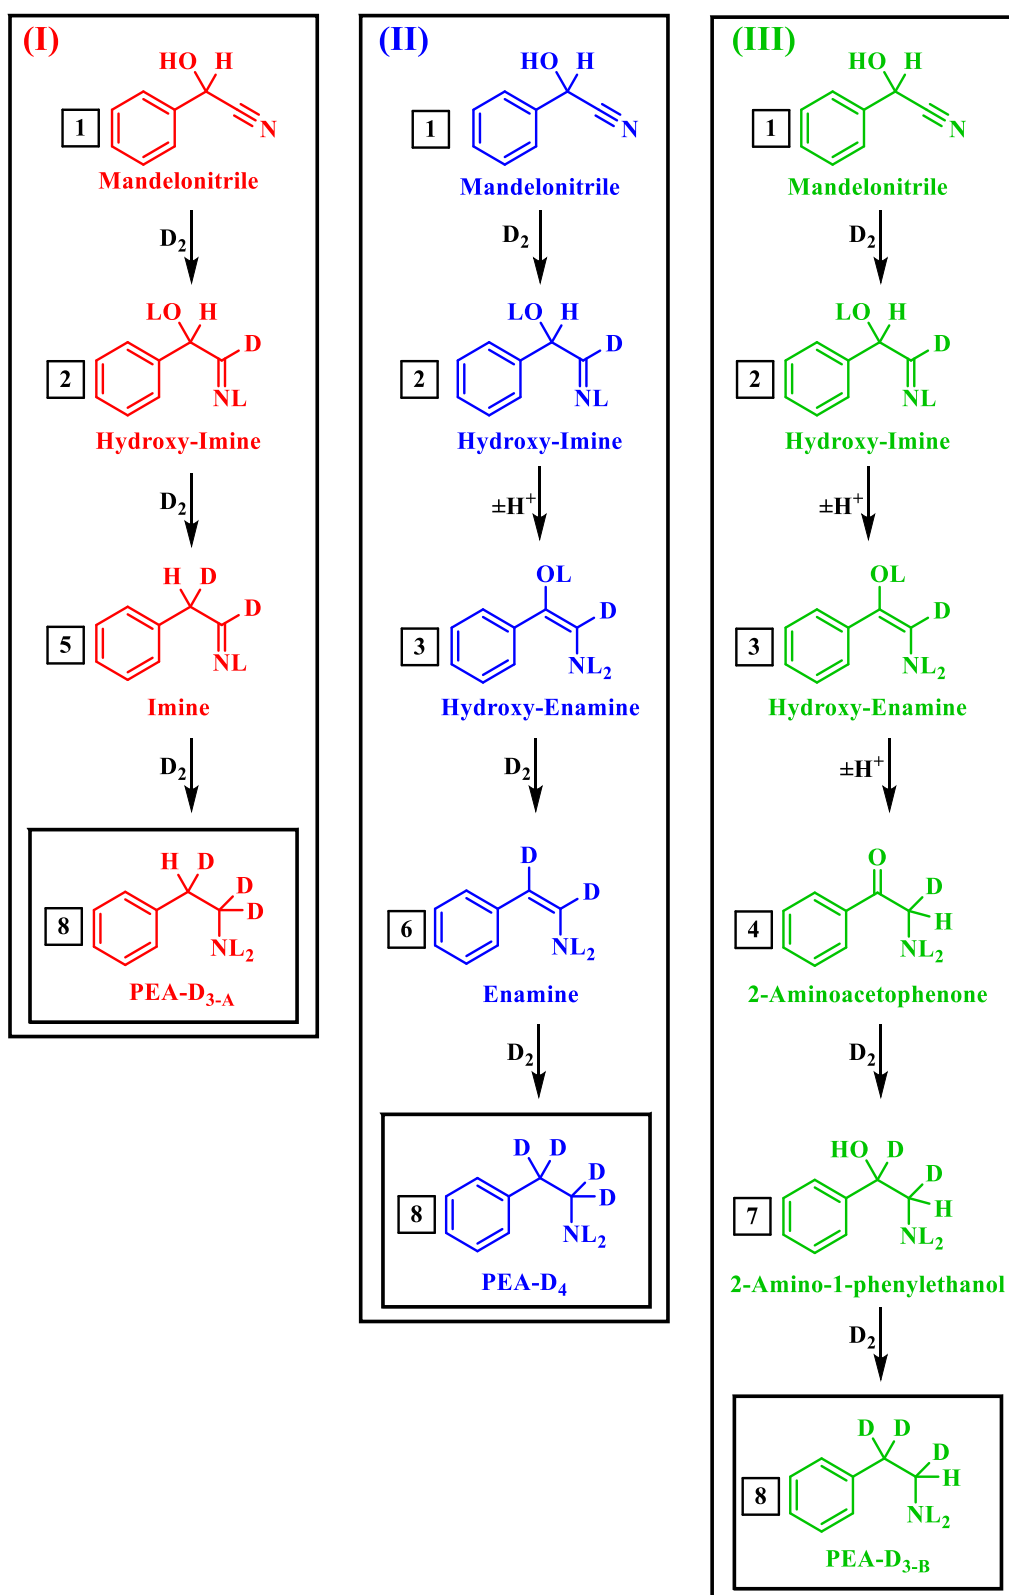 (I)
HO H
N
1
Mandelonitrile
D2
LO H
D
NL
2
Hydroxy-Imine
D2
H D
D
NL
5
Imine
D2
H D
D
D
NL2
8
PEA-D3-A
(II)
HO H
N
1
Mandelonitrile
D2
LO H
D
NL
2
Hydroxy-Imine
±H+
OL
D
NL2
3
Hydroxy-Enamine
D2
D
D
NL2
6
Enamine
D2
D D
D
D
NL2
8
PEA-D4
(III)
HO H
N
1
Mandelonitrile
D2
LO H
D
NL
2
Hydroxy-Imine
±H+
OL
D
NL2
3
Hydroxy-Enamine
±H+
O
D
H
NL2
4
2-Aminoacetophenone
D2
HO D
D
H
NL2
7
2-Amino-1-phenylethanol
D2
D D
D
H
NL2
8
PEA-D3-B